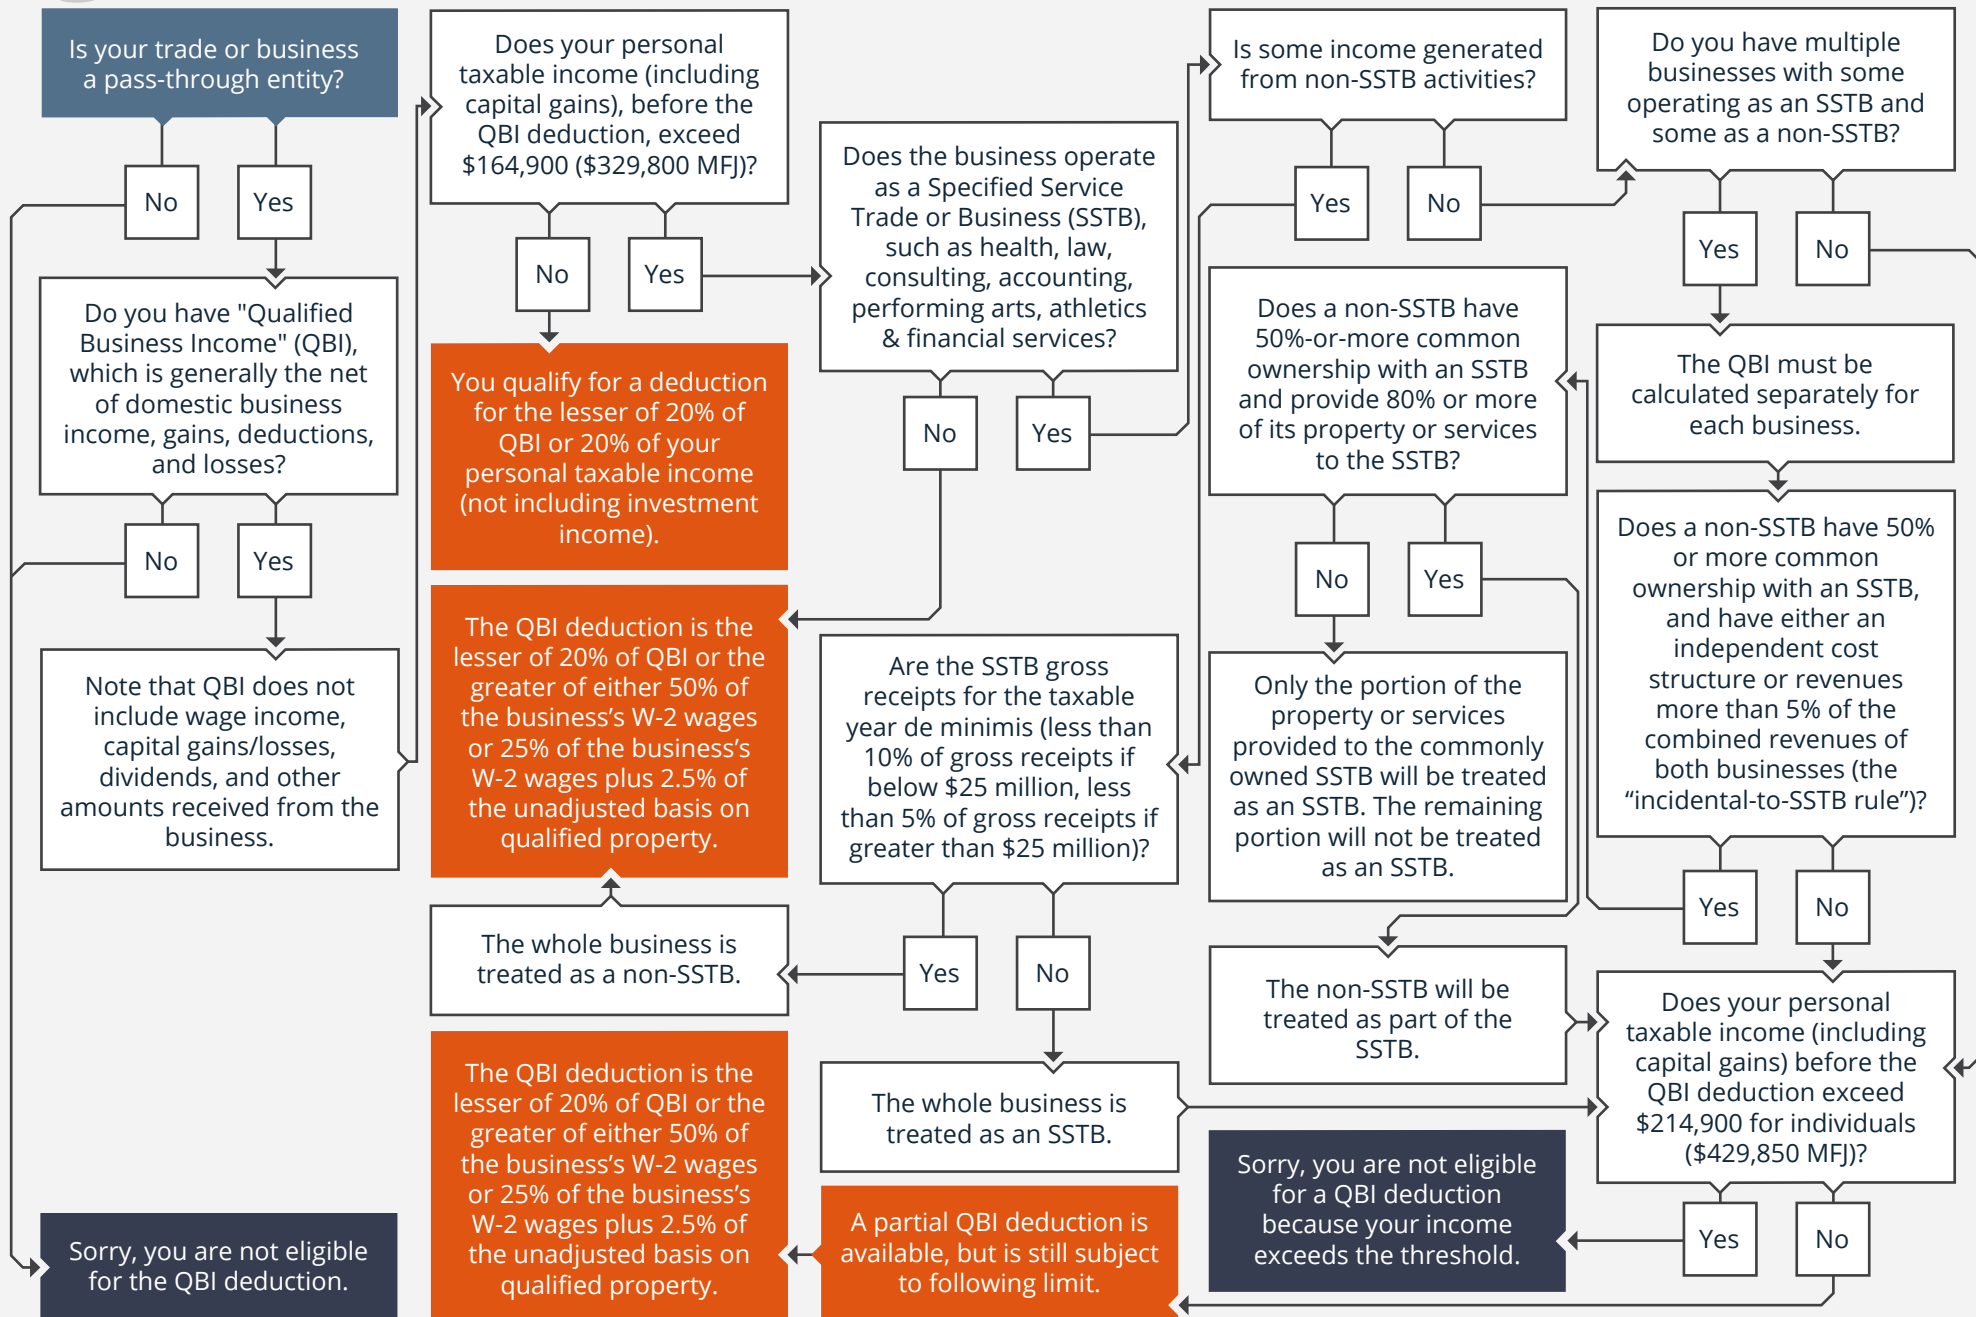 Is your trade or business
a pass-through entity?
No
Yes
Do you have "Qualified
Business Income" (QBI),
which is generally the net
of domestic business
income, gains, deductions,
and losses?
No
Yes
Note that QBI does not
include wage income,
capital gains/losses,
dividends, and other
amounts received from the
business.
Sorry, you are not eligible
for the QBI deduction.
Does your personal
taxable income (including
capital gains), before the
QBI deduction, exceed
$164,900 ($329,800 MFJ)?
No
Yes
You qualify for a deduction
for the lesser of 20% of
QBI or 20% of your
personal taxable income
(not including investment
income).
The QBI deduction is the
lesser of 20% of QBI or the
greater of either 50% of
the business’s W-2 wages
or 25% of the business’s
W-2 wages plus 2.5% of
the unadjusted basis on
qualified property.
The whole business is
treated as a non-SSTB.
The QBI deduction is the
lesser of 20% of QBI or the
greater of either 50% of
the business’s W-2 wages
or 25% of the business’s
W-2 wages plus 2.5% of
the unadjusted basis on
qualified property.
Does the business operate
as a Specified Service
Trade or Business (SSTB),
such as health, law,
consulting, accounting,
performing arts, athletics
& financial services?
No
Yes
Are the SSTB gross
receipts for the taxable
year de minimis (less than
10% of gross receipts if
below $25 million, less
than 5% of gross receipts if
greater than $25 million)?
Yes
No
The whole business is
treated as an SSTB.
A partial QBI deduction is
available, but is still subject
to following limit.
Is some income generated
from non-SSTB activities?
Yes
No
Does a non-SSTB have
50%-or-more common
ownership with an SSTB
and provide 80% or more
of its property or services
to the SSTB?
No
Yes
Only the portion of the
property or services
provided to the commonly
owned SSTB will be treated
as an SSTB. The remaining
portion will not be treated
as an SSTB.
The non-SSTB will be
treated as part of the
SSTB.
Sorry, you are not eligible
for a QBI deduction
because your income
exceeds the threshold.
Do you have multiple
businesses with some
operating as an SSTB and
some as a non-SSTB?
Yes
No
The QBI must be
calculated separately for
each business.
Does a non-SSTB have 50%
or more common
ownership with an SSTB,
and have either an
independent cost
structure or revenues
more than 5% of the
combined revenues of
both businesses (the
“incidental-to-SSTB rule”)?
Yes
No
Does your personal
taxable income (including
capital gains) before the
QBI deduction exceed
$214,900 for individuals
($429,850 MFJ)?
Yes
No